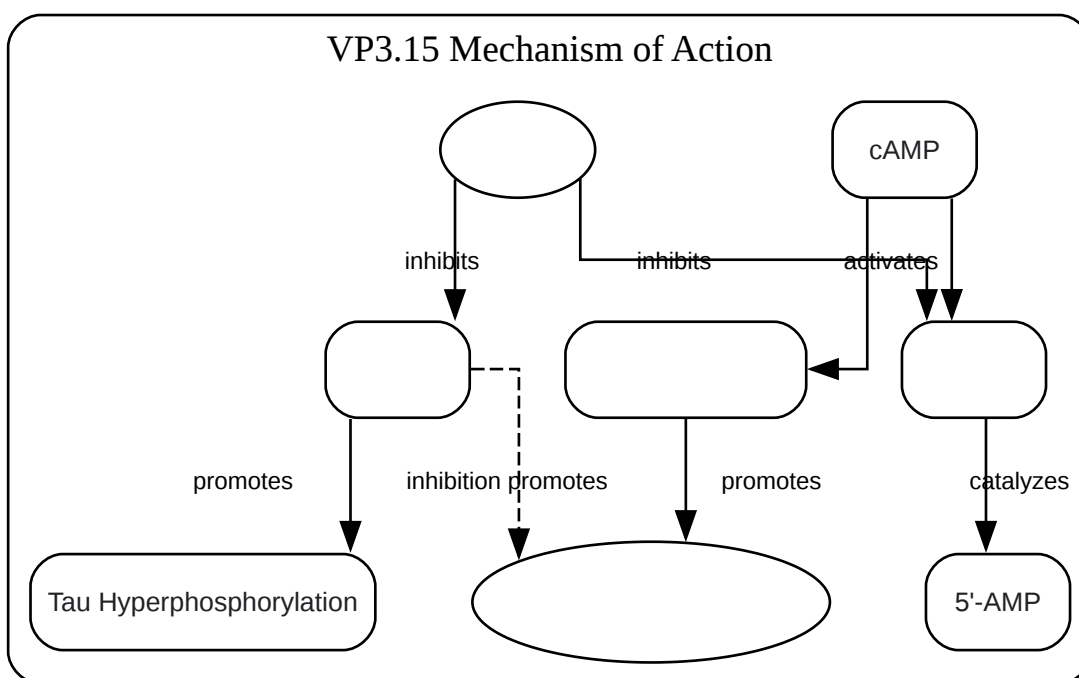 VP3.15 Mechanism of Action
cAMP
inhibits
inhibits
activates
promotes
inhibition promotes
promotes
catalyzes
Tau Hyperphosphorylation
5'-AMP